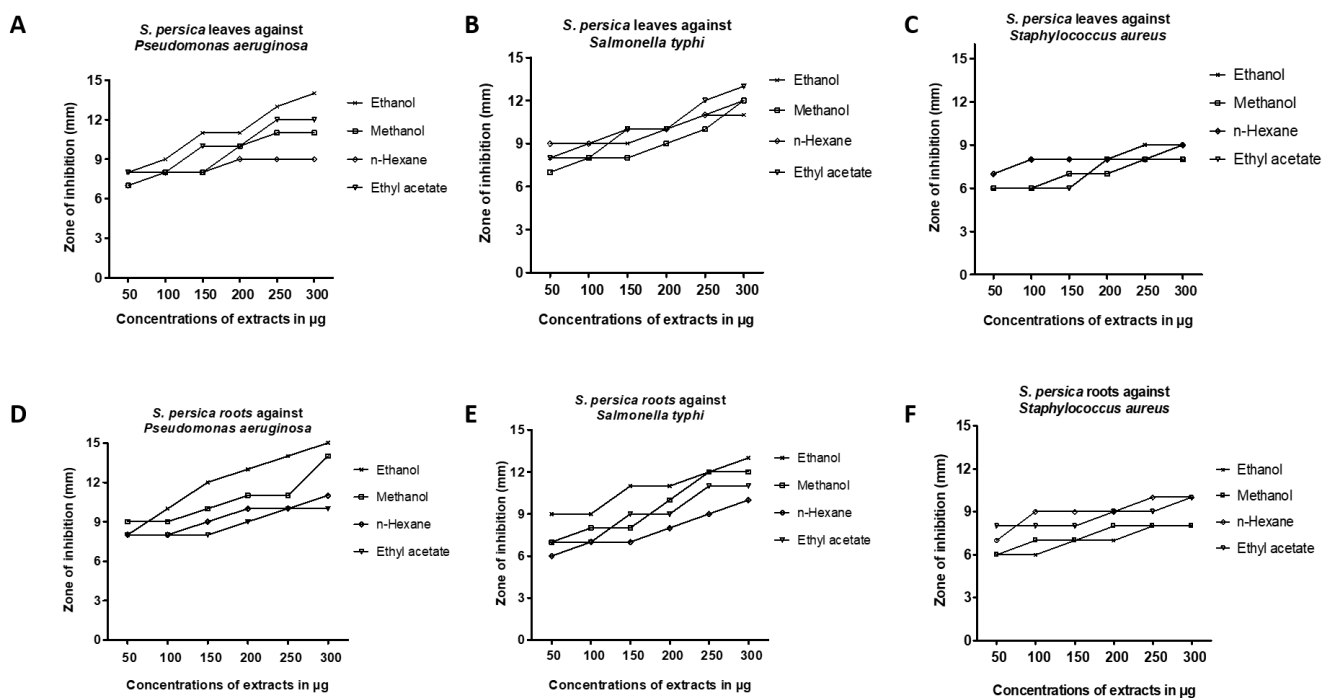 A
S. persica leaves against
Pseudomonas aeruginosa
Zone of inhibition (mm)
15
12
9
6
3
0
50 100 150 200 250 300
Concentrations of extracts in µg
Ethanol
Methanol
n-Hexane
Ethyl acetate
B
S. persica leaves against
Salmonella typhi
Zone of inhibition (mm)
15
12
9
6
3
0
50 100 150 200 250 300
Concentrations of extracts in µg
Ethanol
Methanol
n-Hexane
Ethyl acetate
C
S. persica leaves against
Staphylococcus aureus
Zone of inhibition (mm)
15
12
9
6
3
0
50 100 150 200 250 300
Concentrations of extracts in µg
Ethanol
Methanol
n-Hexane
Ethyl acetate
D
S. persica roots against
Pseudomonas aeruginosa
Zone of inhibition (mm)
15
12
9
6
3
0
50 100 150 200 250 300
Concentrations of extracts in µg
Ethanol
Methanol
n-Hexane
Ethyl acetate
E
S. persica roots against
Salmonella typhi
Zone of inhibition (mm)
15
12
9
6
3
0
50 100 150 200 250 300
Concentrations of extracts in µg
Ethanol
Methanol
n-Hexane
Ethyl acetate
F
S. persica roots against
Staphylococcus aureus
Zone of inhibition (mm)
15
12
9
6
3
0
50 100 150 200 250 300
Concentrations of extracts in µg
Ethanol
Methanol
n-Hexane
Ethyl acetate